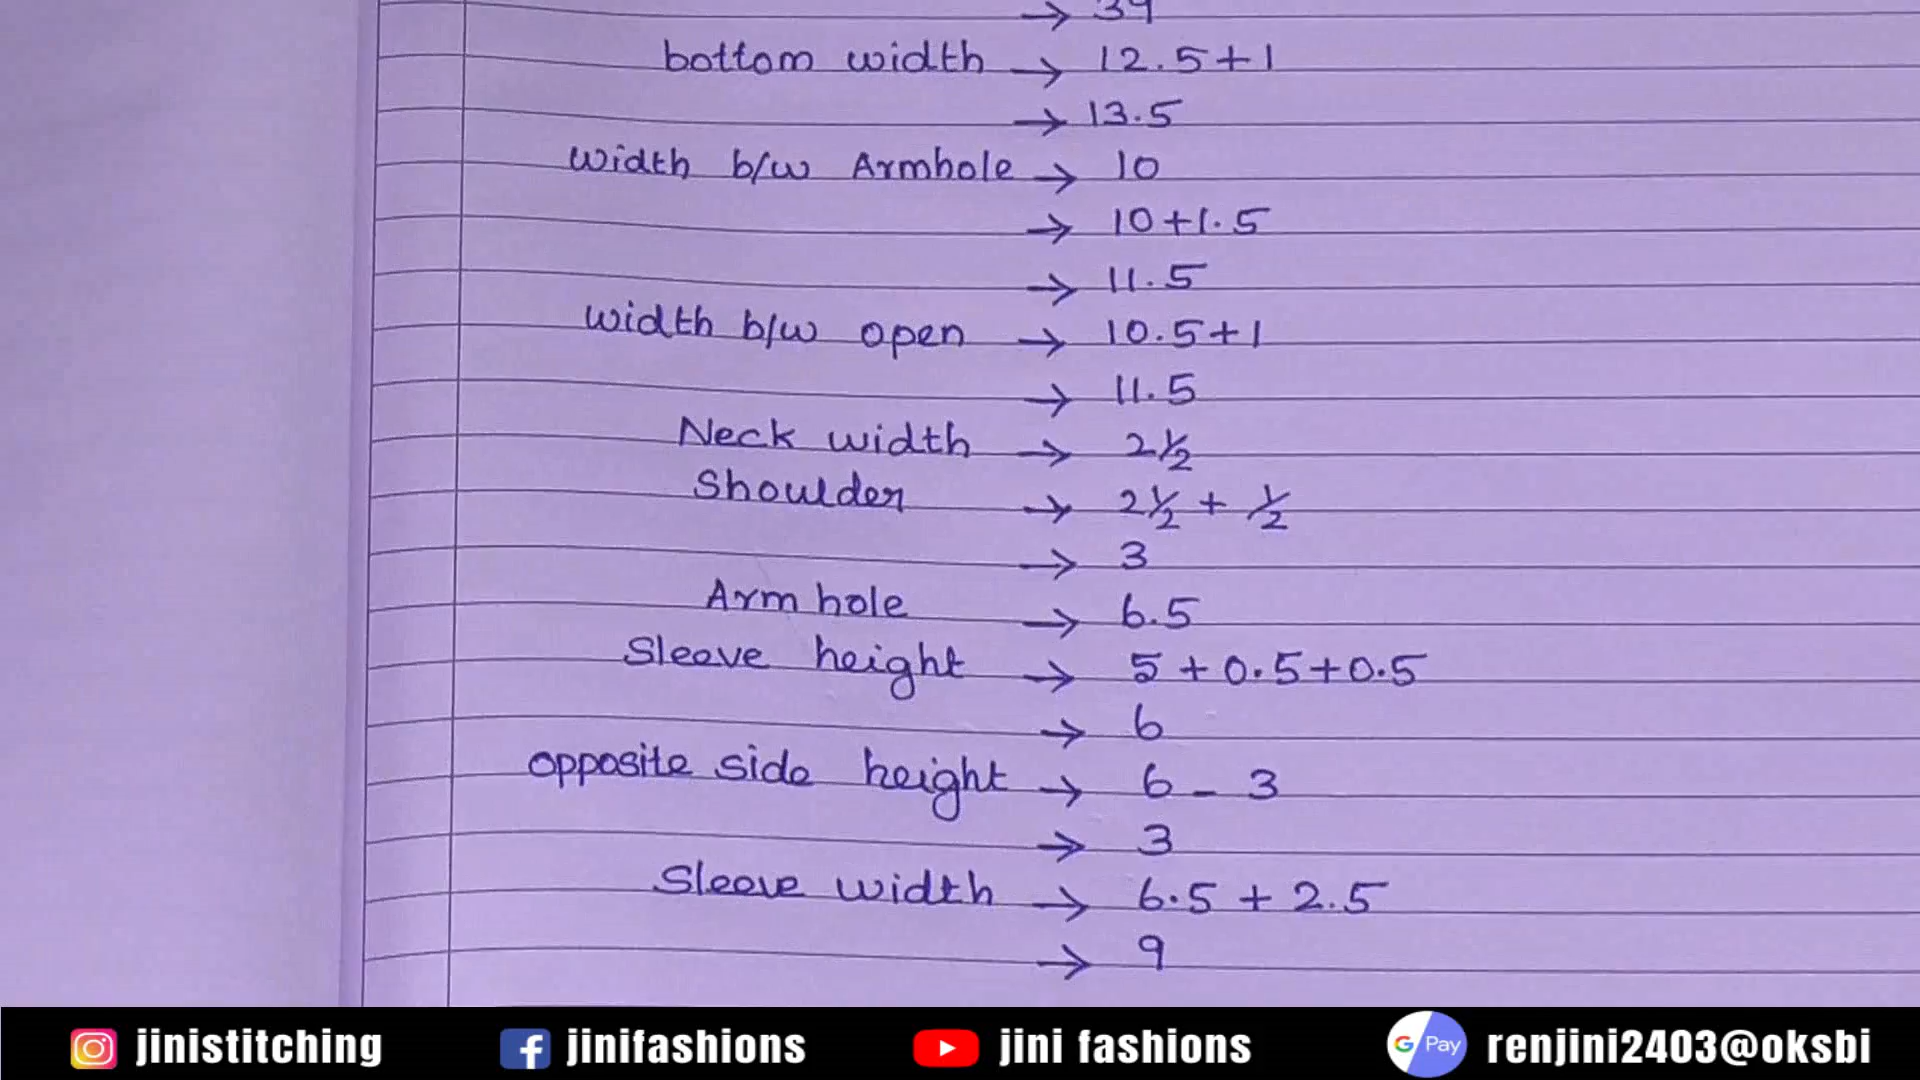 → 39
bottom width → 12.5+1
→ 13.5
width b/w Armhole → 10
→ 10+1.5
→ 11.5
width b/w open → 10.5+1
→ 11.5
Neck width → 2½
Shoulder → 2½ + ½
→ 3
Arm hole → 6.5
Sleeve height → 5 + 0.5+0.5
→ 6
opposite side height → 6 - 3
→ 3
Sleeve width → 6.5 + 2.5
→ 9
jinistitching jinifashions jini fashions G Pay renjini2403@oksbi